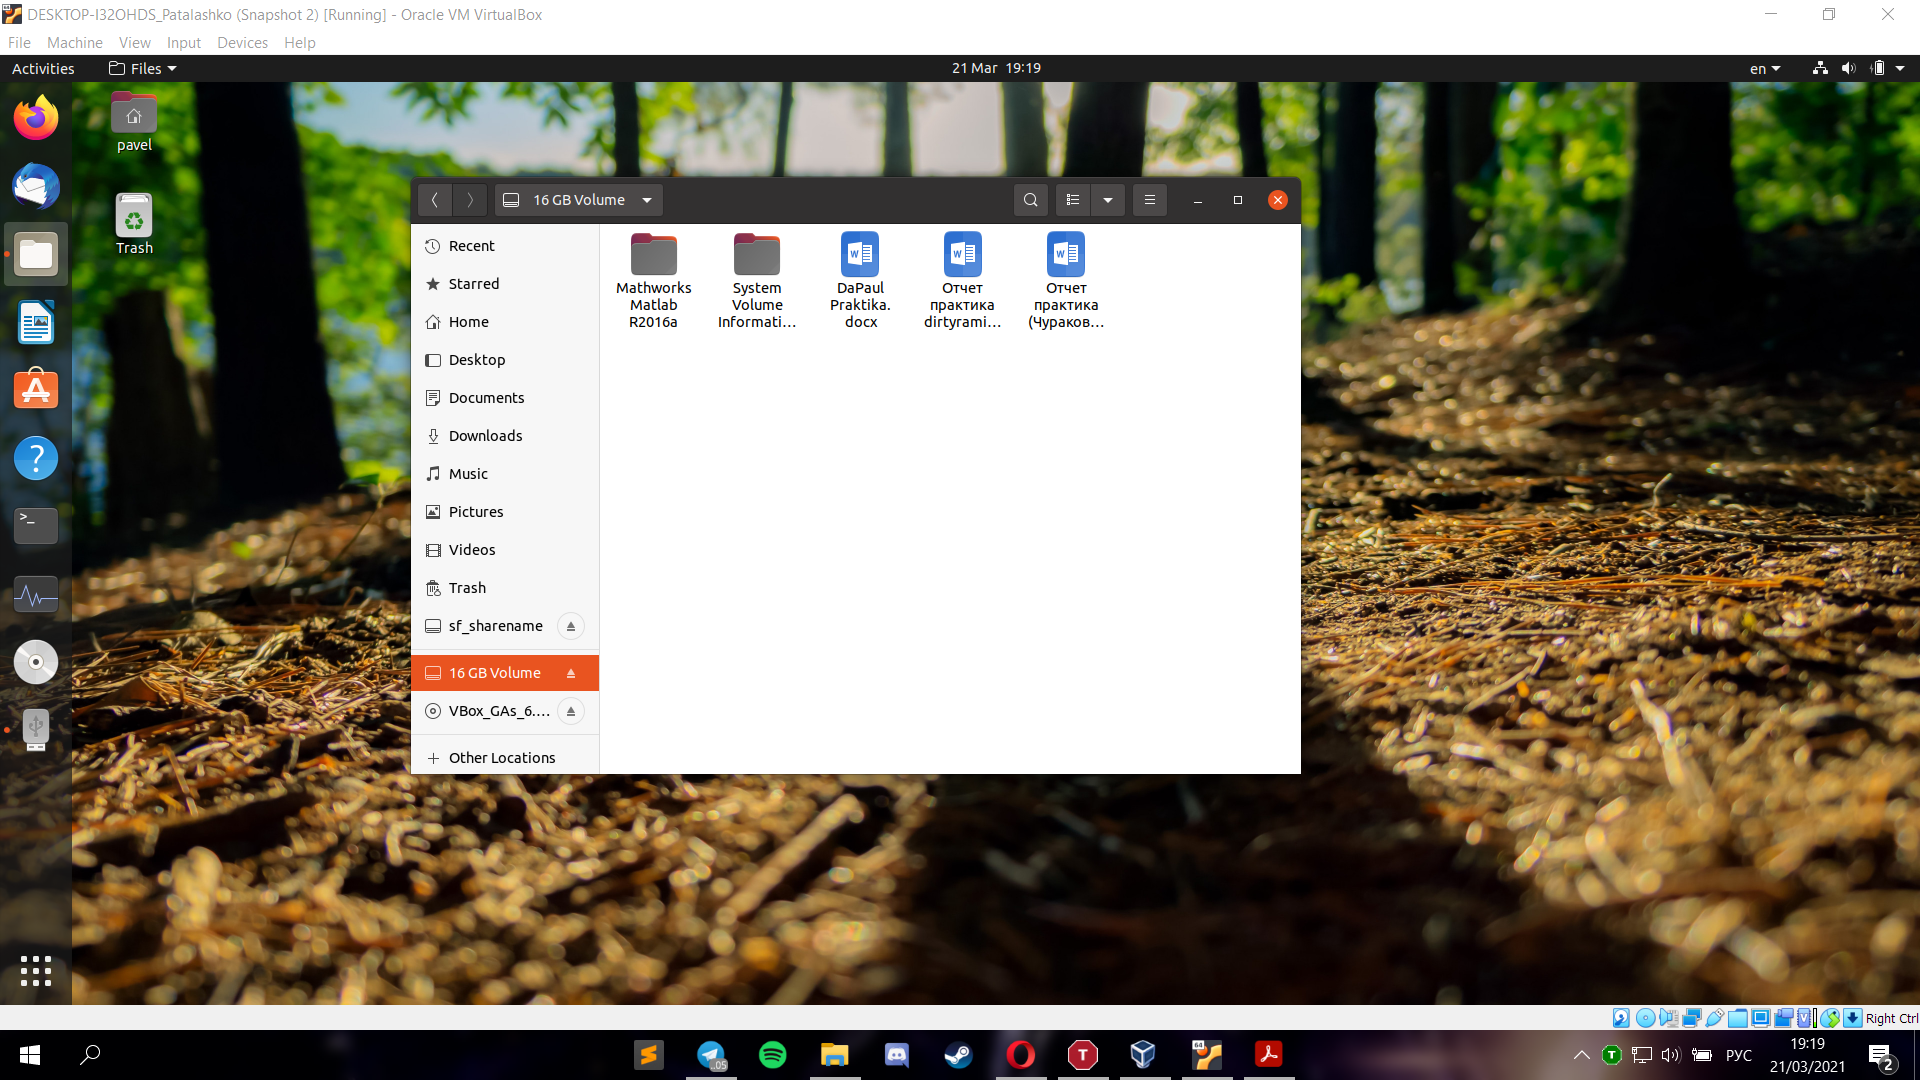 DESKTOP-I32OHDS_Patalashko (Snapshot 2) [Running] - Oracle VM VirtualBox
File Machine View Input Devices Help
Activities Files 21 Mar 19:19 en
pavel
Trash
16 GB Volume
Recent
Starred
Home
Desktop
Documents
Downloads
Music
Pictures
Videos
Trash
sf_sharename
16 GB Volume
VBox_GAs_6....
Other Locations
Mathworks
Matlab
R2016a
System
Volume
Informati...
DaPaul
Praktika.
docx
Отчет
практика
dirtyrami...
Отчет
практика
(Чураков...
Right Ctrl
РУС
19:19
21/03/2021
2